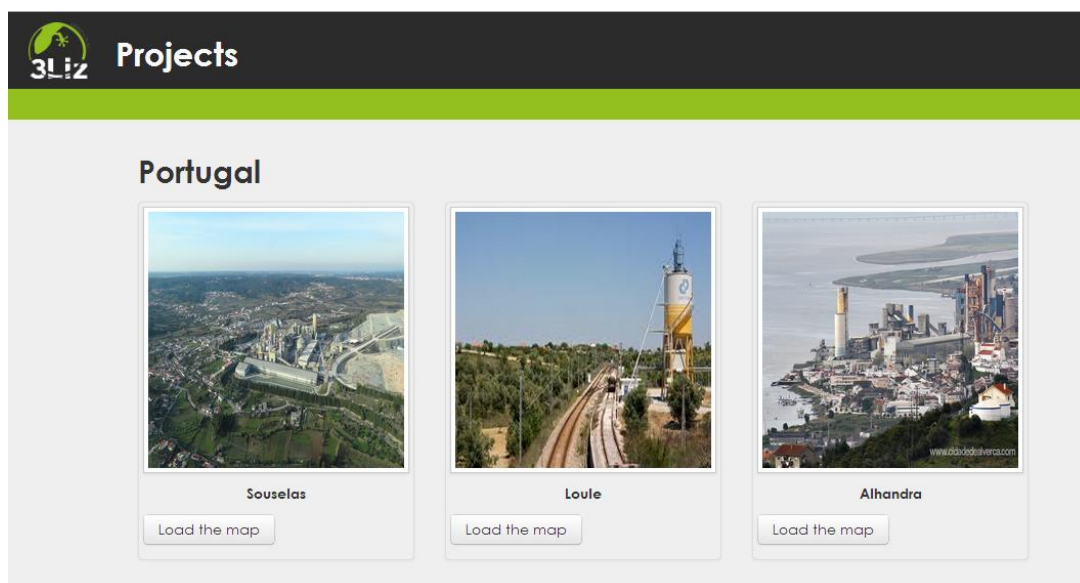 3Liz
Projects
Portugal
Souselas
Loule
Alhandra
Load the map
Load the map
Load the map
www.cidadedealverca.com